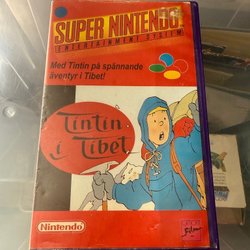 SUPER NINTENDO
ENTERTAINMENT SYSTEM
Med Tintin på spännande
äventyr i Tibet!
Tintin
i Tibet
Nintendo